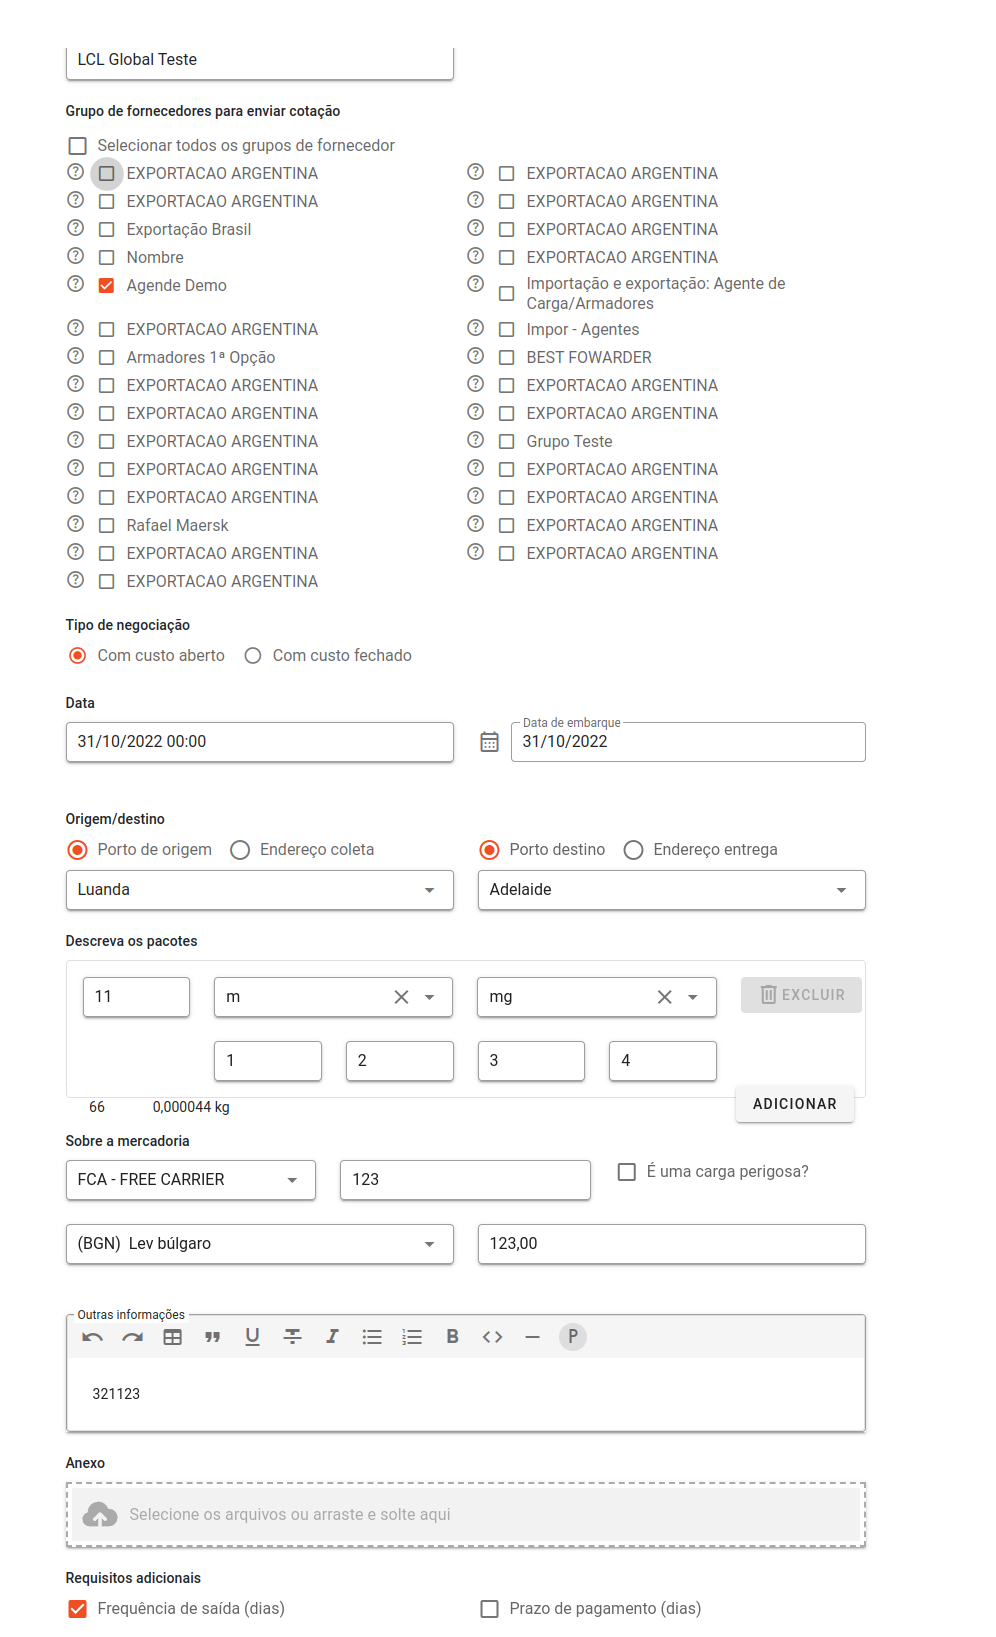 LCL Global Teste
Grupo de fornecedores para enviar cotação
Selecionar todos os grupos de fornecedor
EXPORTACAO ARGENTINA
EXPORTACAO ARGENTINA
EXPORTACAO ARGENTINA
EXPORTACAO ARGENTINA
Exportação Brasil
EXPORTACAO ARGENTINA
Nombre
EXPORTACAO ARGENTINA
Agende Demo
Importação e exportação: Agente de
Carga/Armadores
EXPORTACAO ARGENTINA
Impor - Agentes
Armadores 1ª Opção
BEST FOWARDER
EXPORTACAO ARGENTINA
EXPORTACAO ARGENTINA
EXPORTACAO ARGENTINA
EXPORTACAO ARGENTINA
EXPORTACAO ARGENTINA
Grupo Teste
EXPORTACAO ARGENTINA
EXPORTACAO ARGENTINA
EXPORTACAO ARGENTINA
EXPORTACAO ARGENTINA
Rafael Maersk
EXPORTACAO ARGENTINA
EXPORTACAO ARGENTINA
EXPORTACAO ARGENTINA
EXPORTACAO ARGENTINA
Tipo de negociação
Com custo aberto Com custo fechado
Data
31/10/2022 00:00
Data de embarque
31/10/2022
Origem/destino
Porto de origem Endereço coleta Porto destino Endereço entrega
Luanda
Adelaide
Descreva os pacotes
11 m mg EXCLUIR
1 2 3 4
66 0,000044 kg ADICIONAR
Sobre a mercadoria
FCA - FREE CARRIER 123 É uma carga perigosa?
(BGN) Lev búlgaro 123,00
Outras informações
P
321123
Anexo
Selecione os arquivos ou arraste e solte aqui
Requisitos adicionais
Frequência de saída (dias) Prazo de pagamento (dias)